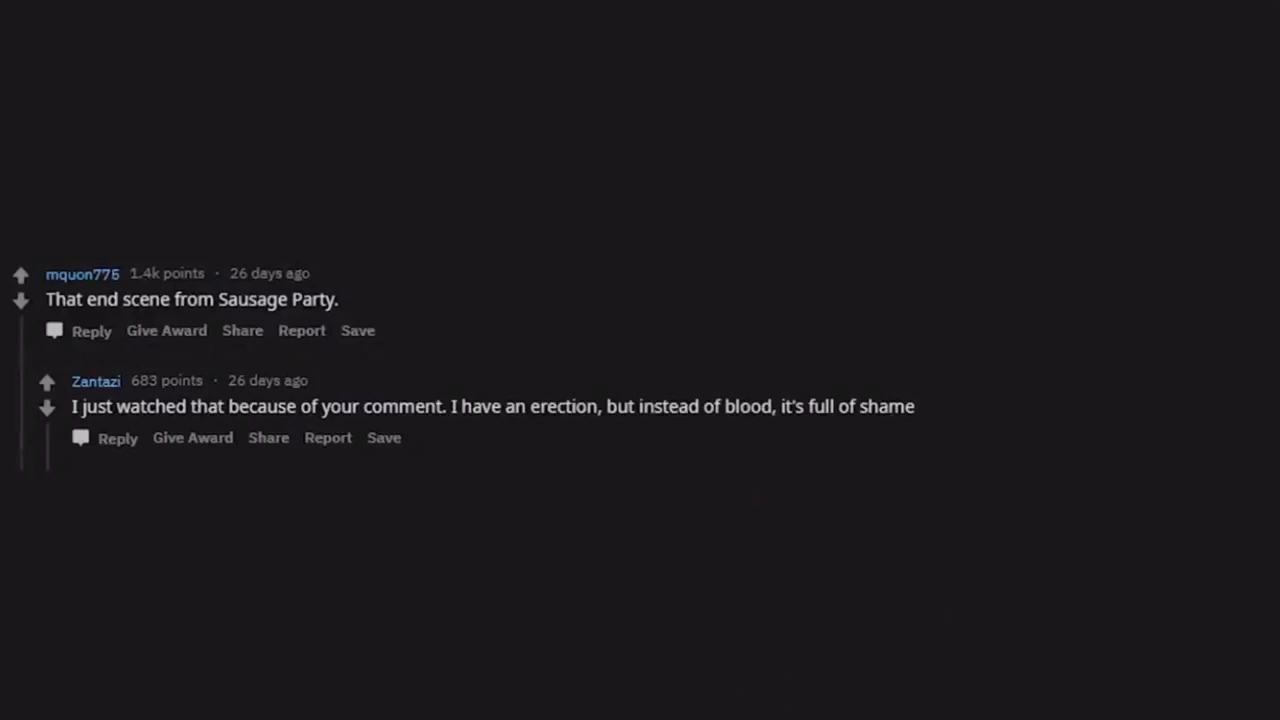 mquon775 1.4k points · 26 days ago
That end scene from Sausage Party.
Reply Give Award Share Report Save
Zantazi 683 points · 26 days ago
I just watched that because of your comment. I have an erection, but instead of blood, it's full of shame
Reply Give Award Share Report Save